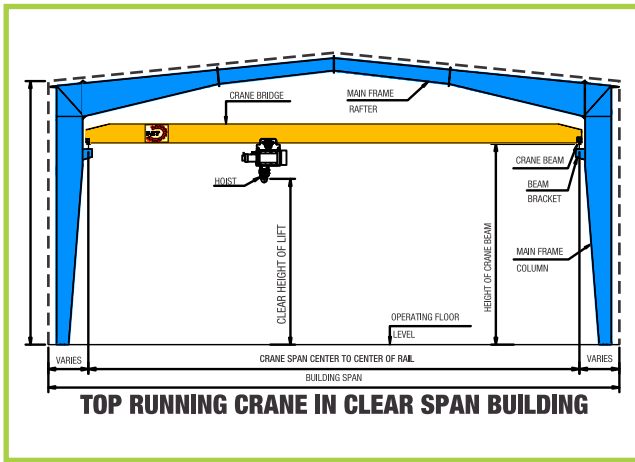 CRANE BRIDGE
MAIN FRAME
RAFTER
HOIST
CRANE BEAM
BEAM
BRACKET
CLEAR HEIGHT OF LIFT
HEIGHT OF CRANE BEAM
MAIN FRAME
COLUMN
OPERATING FLOOR
LEVEL
VARIES
CRANE SPAN CENTER TO CENTER OF RAIL
VARIES
BUILDING SPAN
TOP RUNNING CRANE IN CLEAR SPAN BUILDING